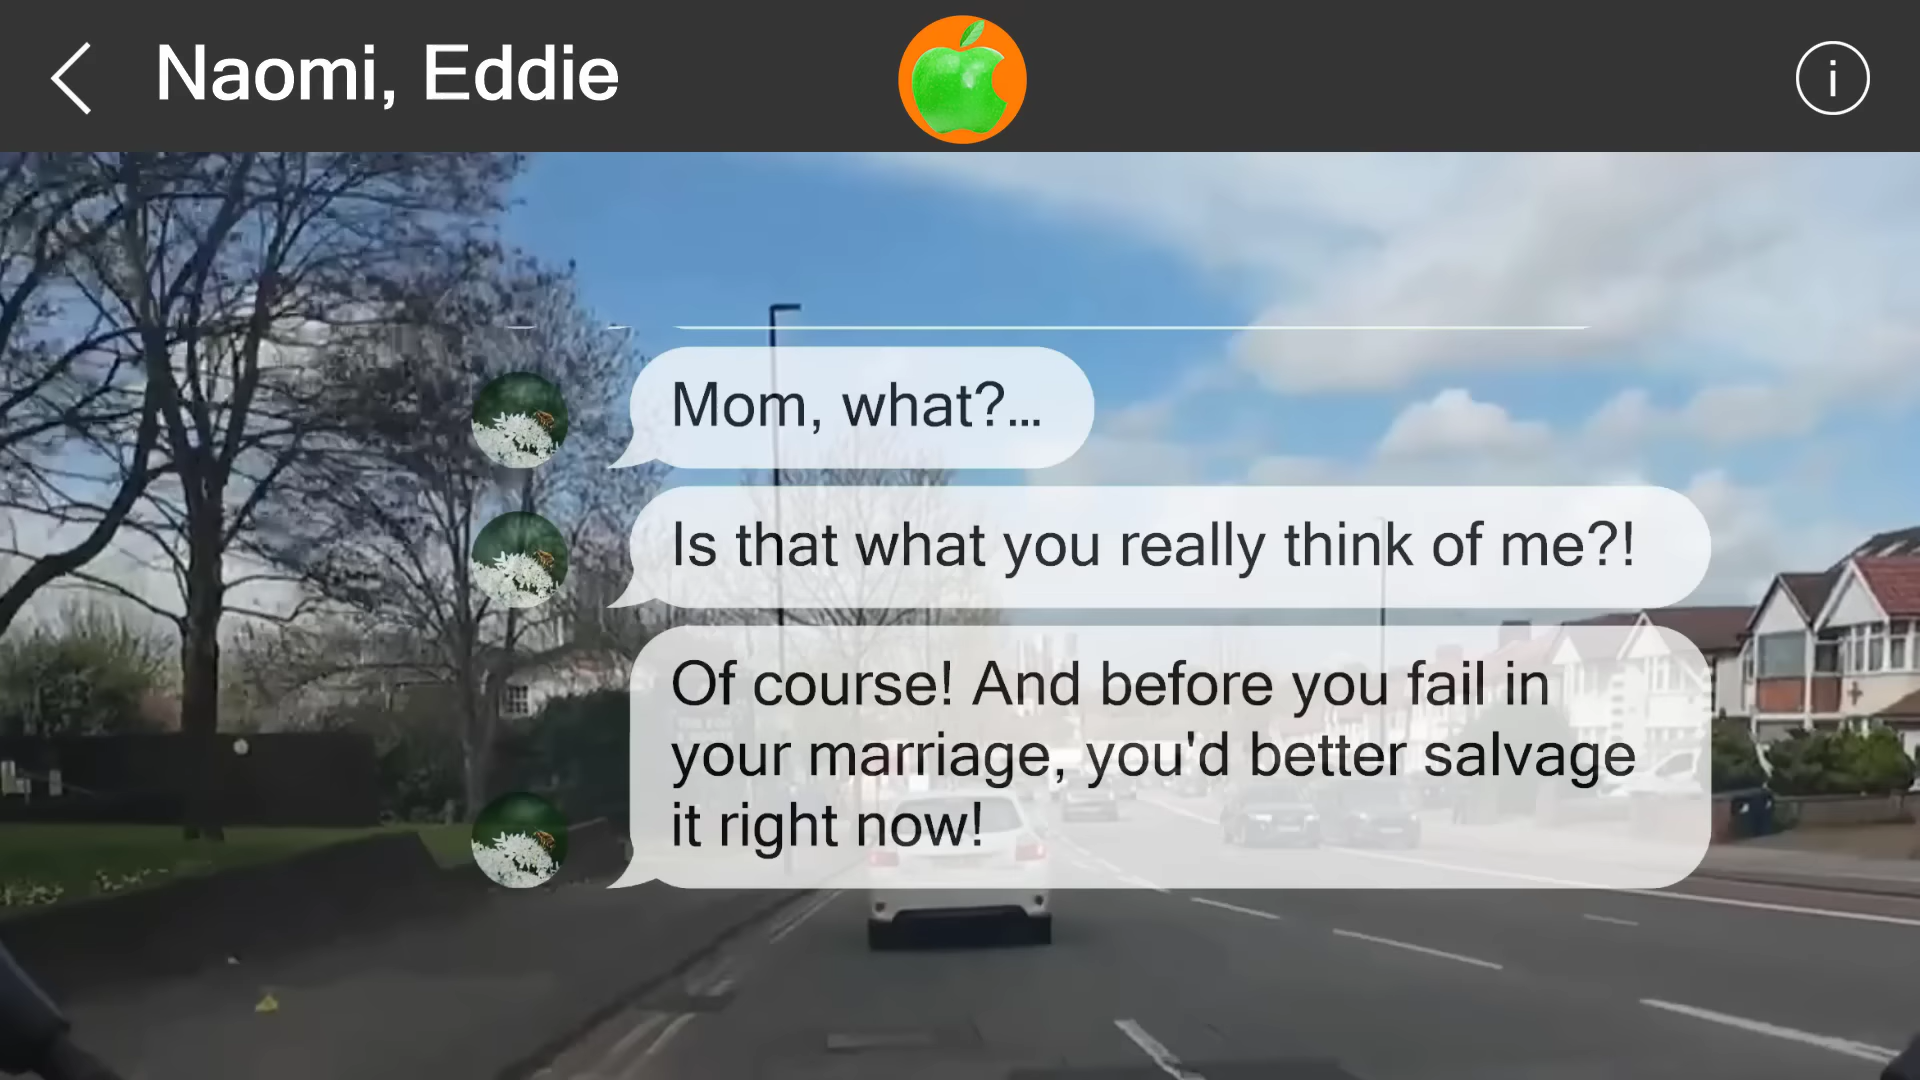 Naomi, Eddie
Mom, what?...
Is that what you really think of me?!
Of course! And before you fail in
your marriage, you'd better salvage
it right now!